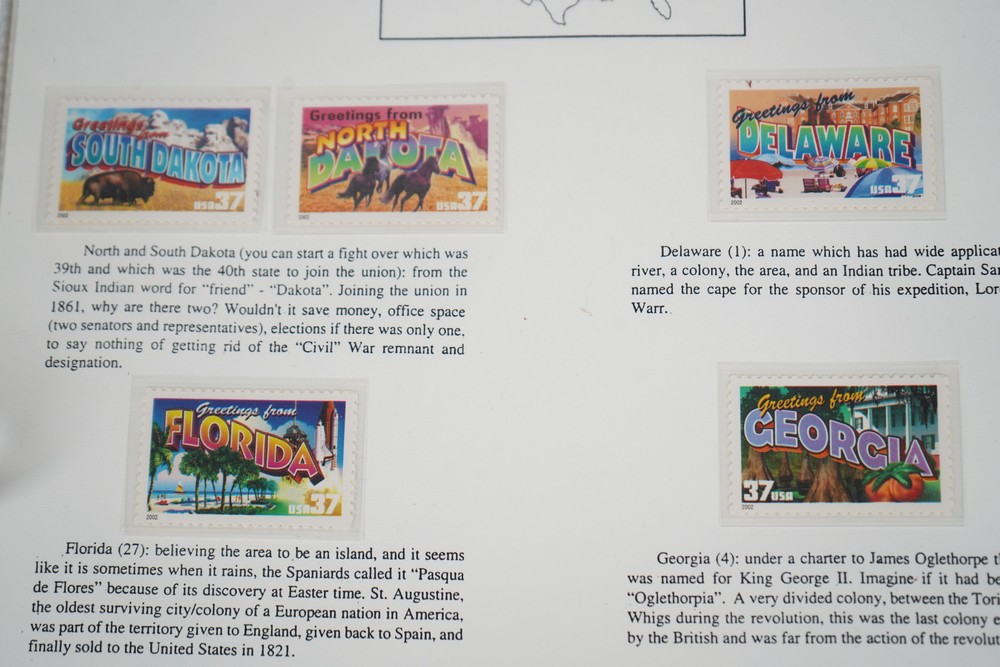 Greetings from
SOUTH DAKOTA
USA 37
2002
Greetings from
NORTH
DAKOTA
USA 37
2002
Greetings from
DELAWARE
USA 37
2002
North and South Dakota (you can start a fight over which was
39th and which was the 40th state to join the union): from the
Sioux Indian word for “friend” - “Dakota”. Joining the union in
1861, why are there two? Wouldn't it save money, office space
(two senators and representatives), elections if there was only one,
to say nothing of getting rid of the “Civil” War remnant and
designation.
Delaware (1): a name which has had wide applicat
river, a colony, the area, and an Indian tribe. Captain Sa
named the cape for the sponsor of his expedition, Lor
Warr.
Greetings from
FLORIDA
USA 37
2002
Greetings from
GEORGIA
37 USA
2002
Florida (27): believing the area to be an island, and it seems
like it is sometimes when it rains, the Spaniards called it “Pasqua
de Flores” because of its discovery at Easter time. St. Augustine,
the oldest surviving city/colony of a European nation in America,
was part of the territory given to England, given back to Spain, and
finally sold to the United States in 1821.
Georgia (4): under a charter to James Oglethorpe t
was named for King George II. Imagine if it had be
“Oglethorpia”. A very divided colony, between the Tori
Whigs during the revolution, this was the last colony e
by the British and was far from the action of the revolut